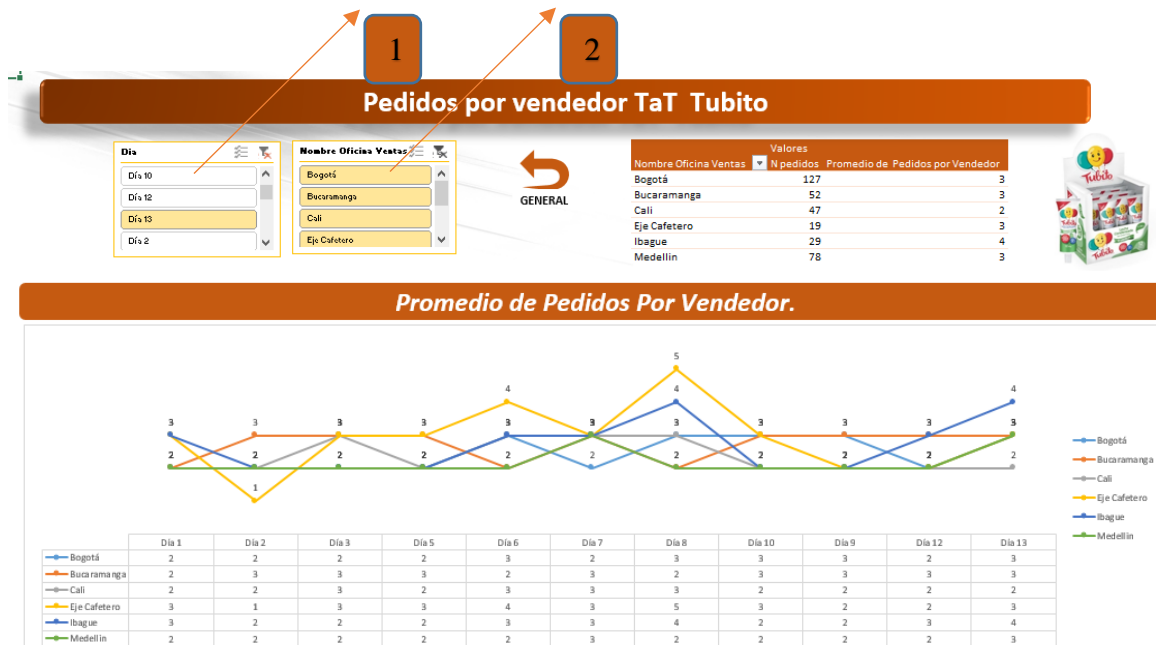 1
2
Pedidos por vendedor TaT Tubito
Día
Día 10
Día 12
Día 13
Día 2
Nombre Oficina Ventas
Bogotá
Bucaramanga
Cali
Eje Cafetero
GENERAL
Valores
Nombre Oficina Ventas N pedidos Promedio de Pedidos por Vendedor
Bogotá 127 3
Bucaramanga 52 3
Cali 47 2
Eje Cafetero 19 3
Ibague 29 4
Medellin 78 3
Tubito
Tubito
Promedio de Pedidos Por Vendedor.
5
4 4 4
3 3 3 3 3 3 3 3 3 3 3
2 2 2 2 2 2 2 2 2 2 2
1
Bogotá
Bucaramanga
Cali
Eje Cafetero
Ibague
Medellin
Día 1 Día 2 Día 3 Día 5 Día 6 Día 7 Día 8 Día 10 Día 9 Día 12 Día 13
Bogotá 2 2 2 2 3 2 3 3 3 2 3
Bucaramanga 2 3 3 3 2 3 2 3 3 3 3
Cali 2 2 3 2 3 3 3 2 2 2 2
Eje Cafetero 3 1 3 3 4 3 5 3 2 2 3
Ibague 3 2 2 2 3 3 4 2 2 3 4
Medellin 2 2 2 2 2 3 2 2 2 2 3